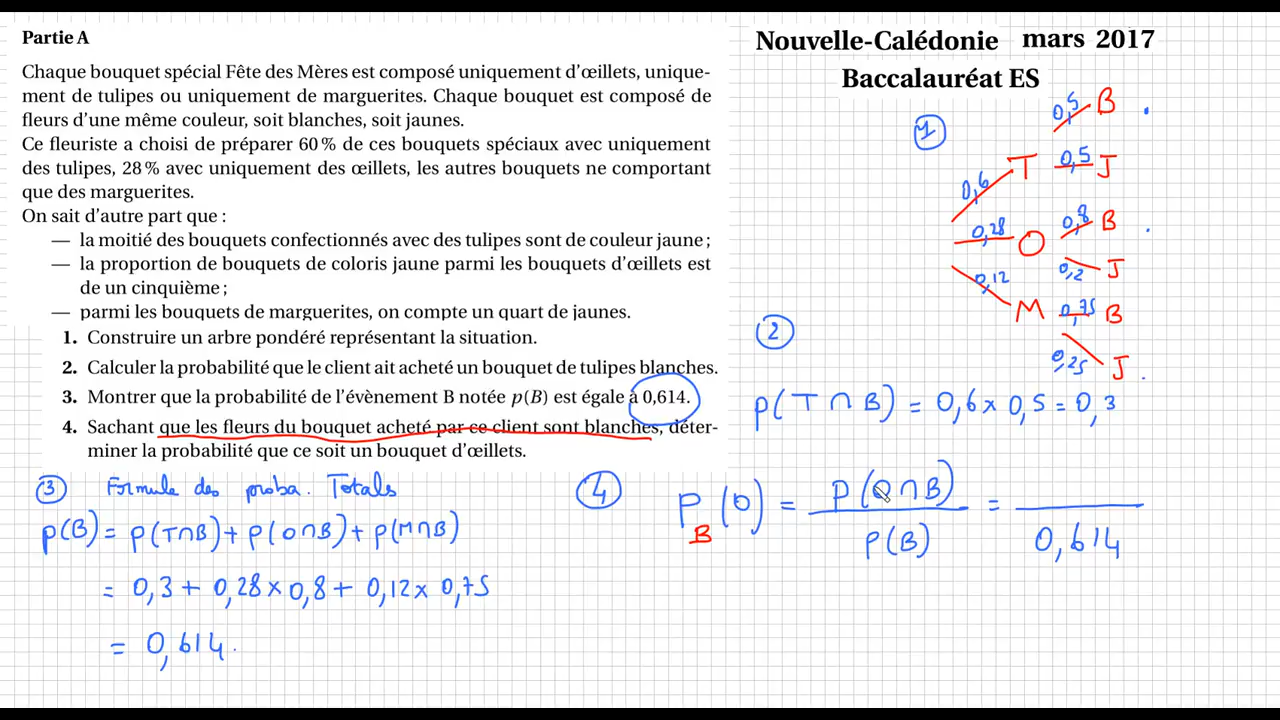 Partie A
Chaque bouquet spécial Fête des Mères est composé uniquement d'œillets, unique-
ment de tulipes ou uniquement de marguerites. Chaque bouquet est composé de
fleurs d'une même couleur, soit blanches, soit jaunes.
Ce fleuriste a choisi de préparer 60 % de ces bouquets spéciaux avec uniquement
des tulipes, 28 % avec uniquement des œillets, les autres bouquets ne comportant
que des marguerites.
On sait d'autre part que :
— la moitié des bouquets confectionnés avec des tulipes sont de couleur jaune ;
— la proportion de bouquets de coloris jaune parmi les bouquets d'œillets est
de un cinquième ;
— parmi les bouquets de marguerites, on compte un quart de jaunes.
1. Construire un arbre pondéré représentant la situation.
2. Calculer la probabilité que le client ait acheté un bouquet de tulipes blanches.
3. Montrer que la probabilité de l'évènement B notée p(B) est égale à 0,614.
4. Sachant que les fleurs du bouquet acheté par ce client sont blanches, déter-
miner la probabilité que ce soit un bouquet d'œillets.
Nouvelle-Calédonie mars 2017
Baccalauréat ES
1
0,5 B
0,6 T 0,5 J
0,28 O 0,8 B
0,2 J
0,12 M 0,75 B
0,25 J
2
P(T∩B) = 0,6 × 0,5 = 0,3
3 Formule des proba. Totals
P(B) = P(T∩B) + P(O∩B) + P(M∩B)
= 0,3 + 0,28 × 0,8 + 0,12 × 0,75
= 0,614.
4 P_B(O) = P(O∩B) =
P(B) 0,614